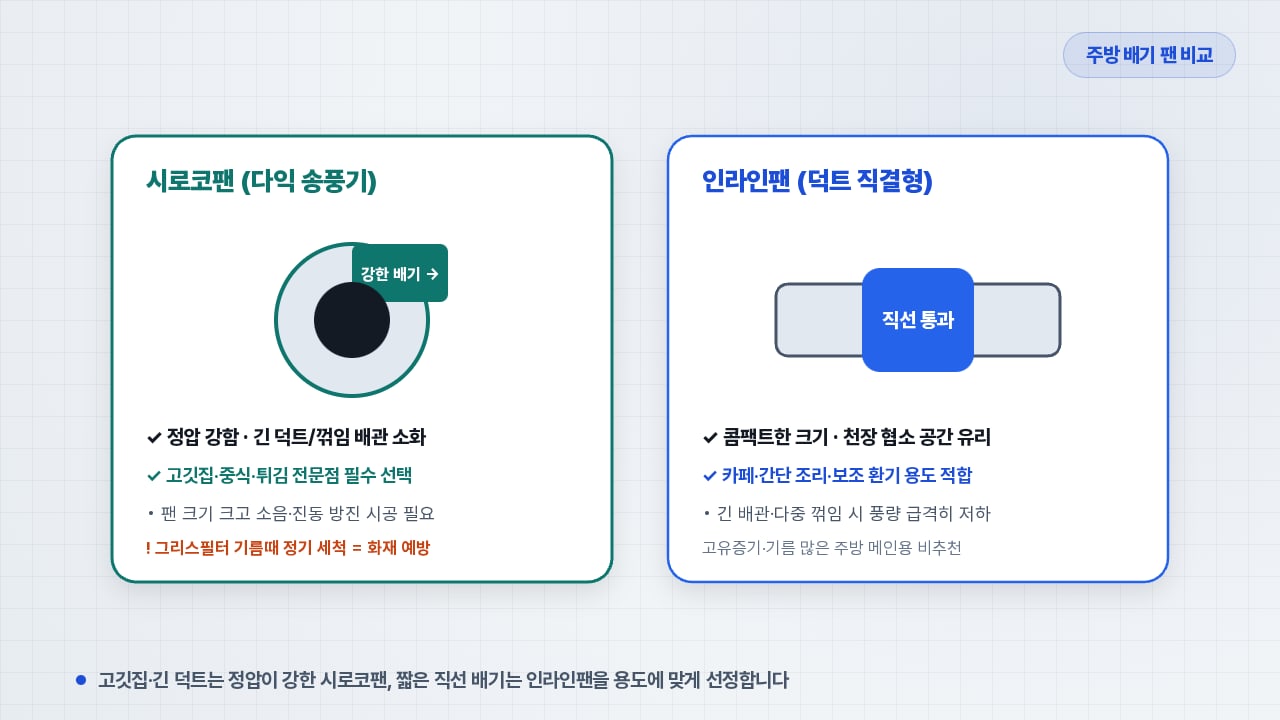 주방 배기 팬 비교
시로코팬 (다익 송풍기)
강한 배기 →
✓ 정압 강함 · 긴 덕트/꺾임 배관 소화
✓ 고깃집·중식·튀김 전문점 필수 선택
• 팬 크기 크고 소음·진동 방진 시공 필요
! 그리스필터 기름때 정기 세척 = 화재 예방
인라인팬 (덕트 직결형)
직선 통과
✓ 콤팩트한 크기 · 천장 협소 공간 유리
✓ 카페·간단 조리·보조 환기 용도 적합
• 긴 배관·다중 꺾임 시 풍량 급격히 저하
고유증기·기름 많은 주방 메인용 비추천
고깃집·긴 덕트는 정압이 강한 시로코팬, 짧은 직선 배기는 인라인팬을 용도에 맞게 선정합니다